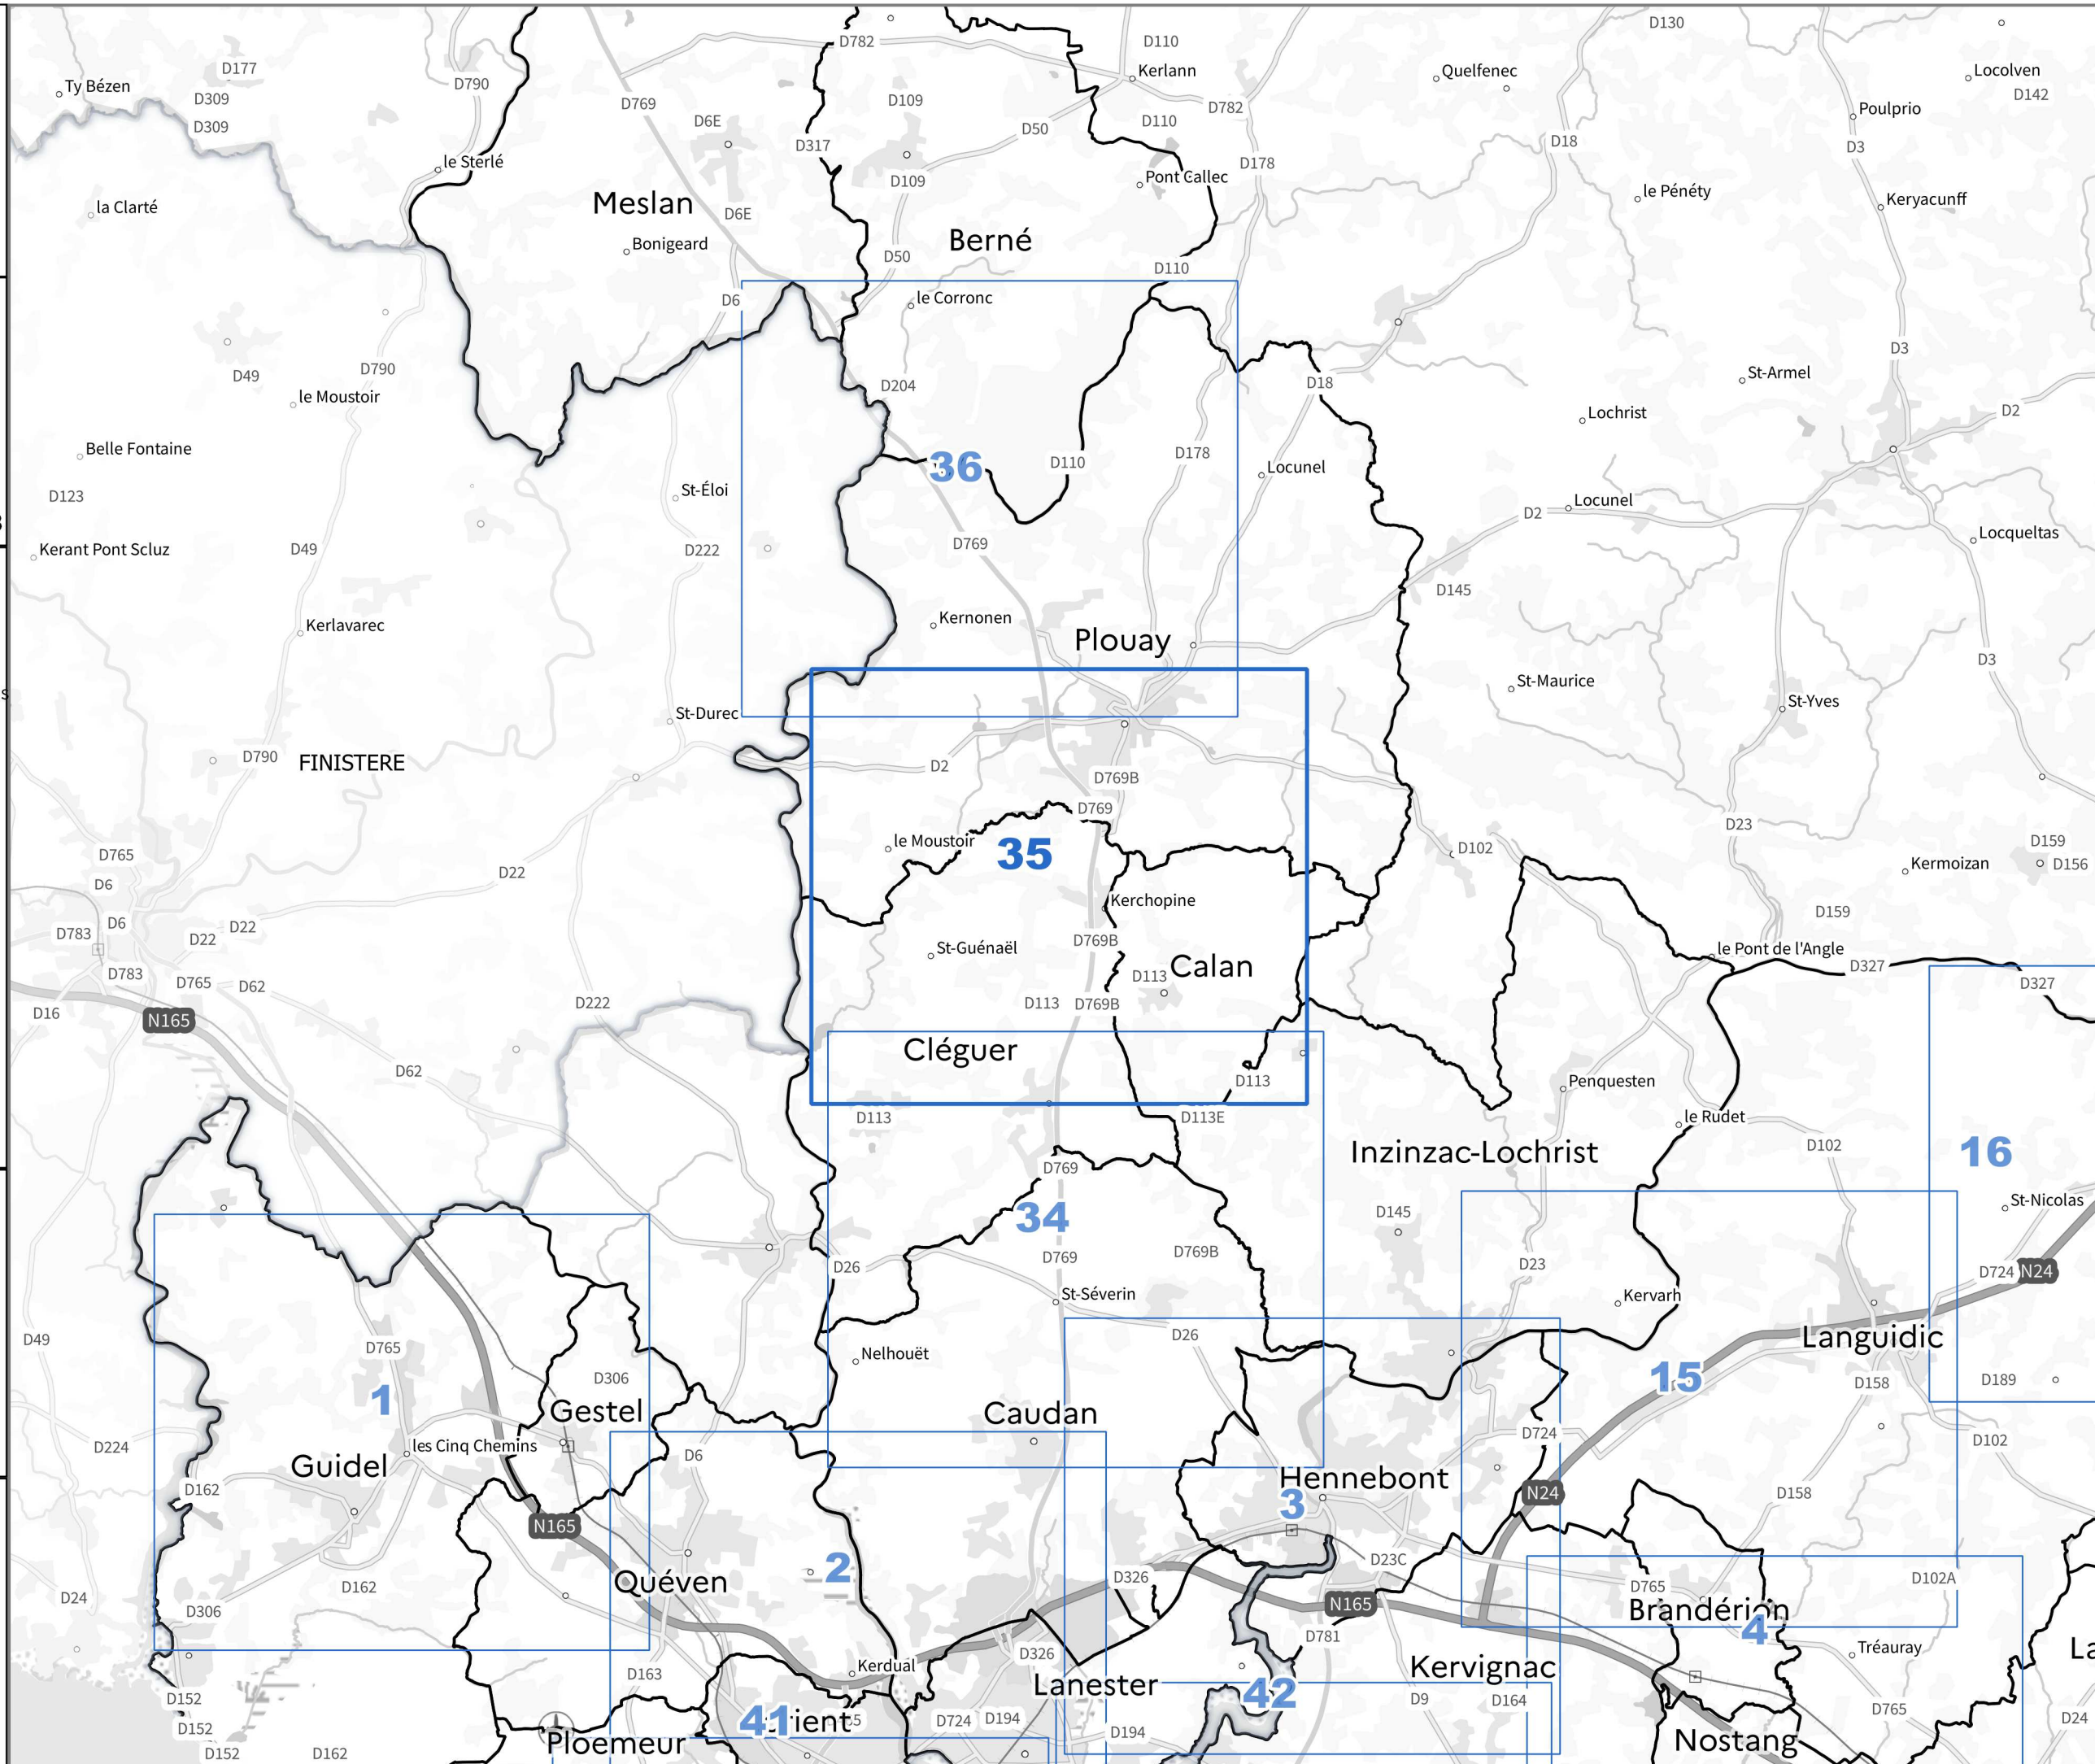 D130
D782
D110
Kerlann
Quelfenec
Locolven
D142
D177
D790
Ty Bézen
D309
D309
D769
D6E
D109
D50
D782
D110
Poulprio
D3
D317
D18
D178
le Sterlé
D109
Pont Callec
le Pénéty
Keryacunff
la Clarté
Meslan
D6E
Bonigeard
Berné
D50
D110
le Corronc
D6
D3
D49
D790
le Moustoir
D204
D18
St-Armel
Lochrist
D2
Belle Fontaine
D123
36
D110
D178
Locunel
St-Éloi
Locunel
D2
Kerant Pont Scluz
D49
D222
D769
Locqueltas
D145
Kerlavarec
Kernonen
Plouay
D3
St-Maurice
St-Yves
St-Durec
D790
FINISTERE
D2
D769B
D769
D23
le Moustoir
35
D102
D159
D156
Kermoizan
D765
D6
D22
Kerchopine
D159
D6
D783
D22
D22
D769B
St-Guénaël
D113
Calan
le Pont de l'Angle
D327
D327
D783
D765
D62
D222
D113
D769B
D16
N165
Cléguer
D62
D113
Penquesten
D113
D113E
le Rudet
Inzinzac-Lochrist
D102
16
D769
St-Nicolas
34
D145
D769
D769B
D26
D23
D724
N24
St-Séverin
Kervarh
D26
Languidic
D49
D765
Nelhouët
15
D158
D189
D306
1
Gestel
Caudan
D224
les Cinq Chemins
D6
D724
D102
Guidel
Hennebont
D162
3
N24
D158
N165
2
D23C
D326
D102A
Quéven
D162
D765
D24
D306
N165
Brandérion
4
D781
Tréauray
D326
Kerdual
D163
Lanester
Kervignac
42
D152
D9
D164
D765
D152
41
D724
D194
D194
D24
Ploemeur
Nostang
D152
D162